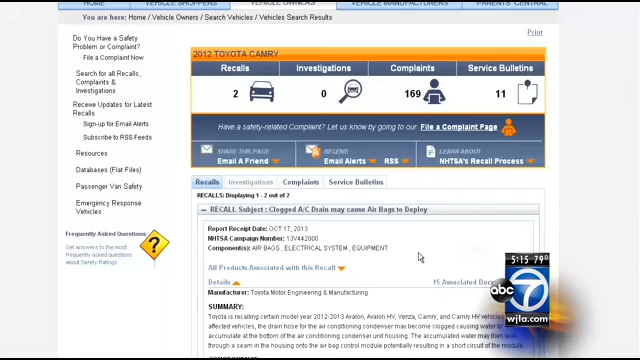 HOME VEHICLE SHOPPERS VEHICLE OWNERS VEHICLE MANUFACTURERS PARENTS' CENTRAL
You are here: Home / Vehicle Owners / Search Vehicles / Vehicles Search Results
Print
Do You Have a Safety
Problem or Complaint?
File a Complaint Now
Search for all Recalls,
Complaints &
Investigations
Receive Updates for Latest
Recalls
Sign-up for Email Alerts
Subscribe to RSS Feeds
Resources
Databases (Flat Files)
Passenger Van Safety
Emergency Response
Vehicles
Frequently Asked Questions
Get answers to the most
frequently asked questions
about Safety Ratings
?
2012 TOYOTA CAMRY
Recalls Investigations Complaints Service Bulletins
2 0 169 11
Have a safety-related Complaint? Let us know by going to our File a Complaint Page
SHARE THIS PAGE RECEIVE LEARN ABOUT
Email A Friend Email Alerts RSS NHTSA's Recall Process
Recalls Investigations Complaints Service Bulletins
RECALLS: Displaying 1 - 2 out of 2
RECALL Subject : Clogged A/C Drain may cause Air Bags to Deploy
Report Receipt Date: OCT 17, 2013
NHTSA Campaign Number: 13V442000
Component(s): AIR BAGS , ELECTRICAL SYSTEM , EQUIPMENT
All Products Associated with this Recall
Details 15 Associated Doc
Manufacturer: Toyota Motor Engineering & Manufacturing
SUMMARY:
Toyota is recalling certain model year 2012-2013 Avalon, Avalon HV, Venza, Camry, and Camry HV vehicles
affected vehicles, the drain hose for the air conditioning condenser may become clogged causing water to
accumulate at the bottom of the air conditioning condenser unit housing. The accumulated water may then leak
through a seam in the housing onto the air bag control module potentially resulting in a short circuit of the module.
5:15 79°
abc 7
wjla.com